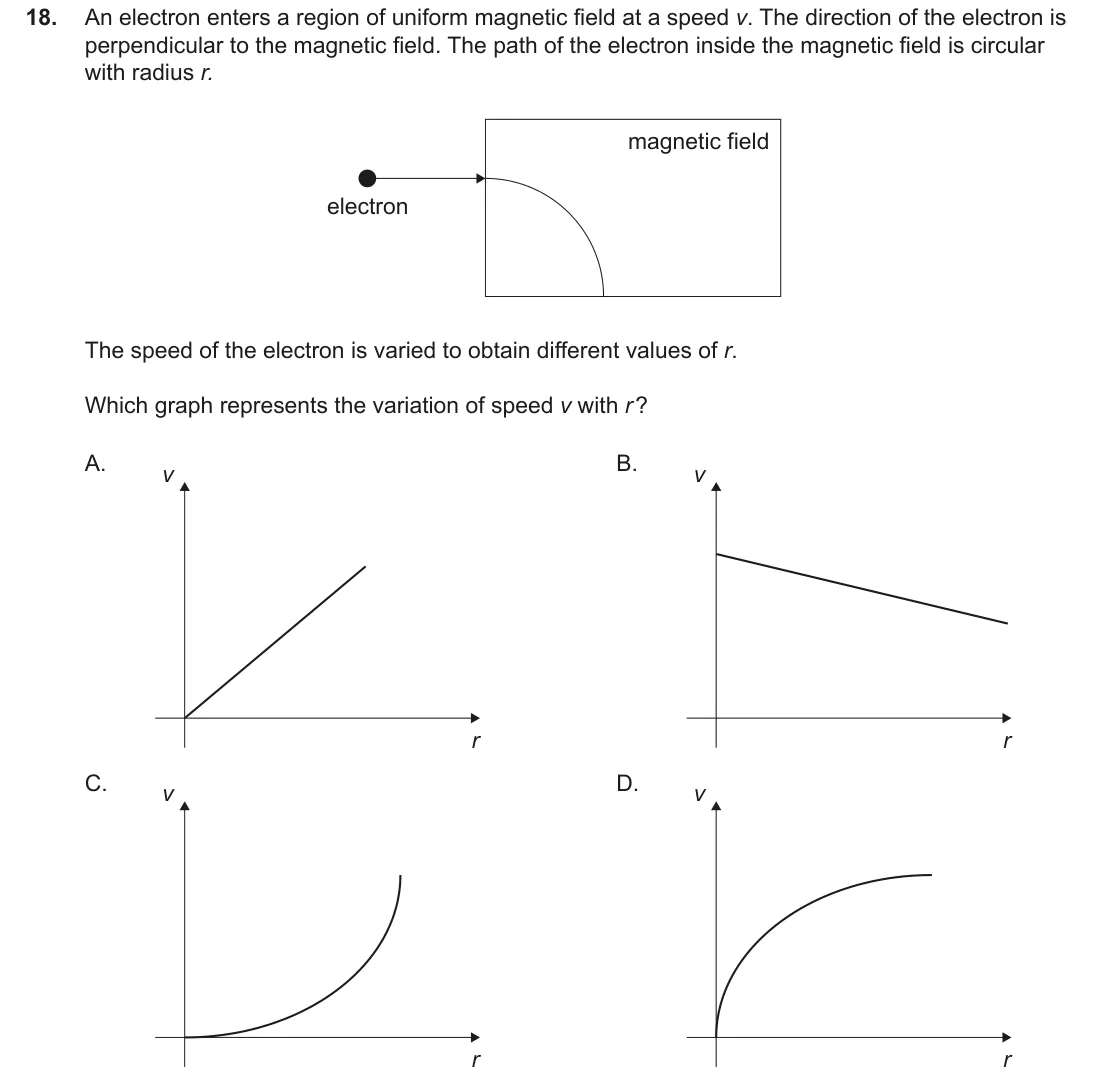 18. An electron enters a region of uniform magnetic field at a speed v. The direction of the electron is
perpendicular to the magnetic field. The path of the electron inside the magnetic field is circular
with radius r.
magnetic field
electron
The speed of the electron is varied to obtain different values of r.
Which graph represents the variation of speed v with r?
A.
v
r
B.
v
r
C.
v
r
D.
v
r